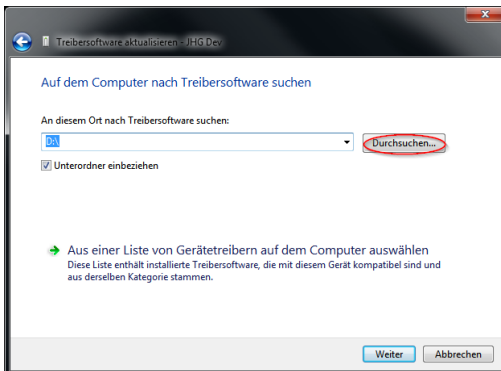 Treibersoftware aktualisieren - JHG Dev
Auf dem Computer nach Treibersoftware suchen
An diesem Ort nach Treibersoftware suchen:
D:\
Durchsuchen...
Unterordner einbeziehen
Aus einer Liste von Gerätetreibern auf dem Computer auswählen
Diese Liste enthält installierte Treibersoftware, die mit diesem Gerät kompatibel sind und
aus derselben Kategorie stammen.
Weiter
Abbrechen